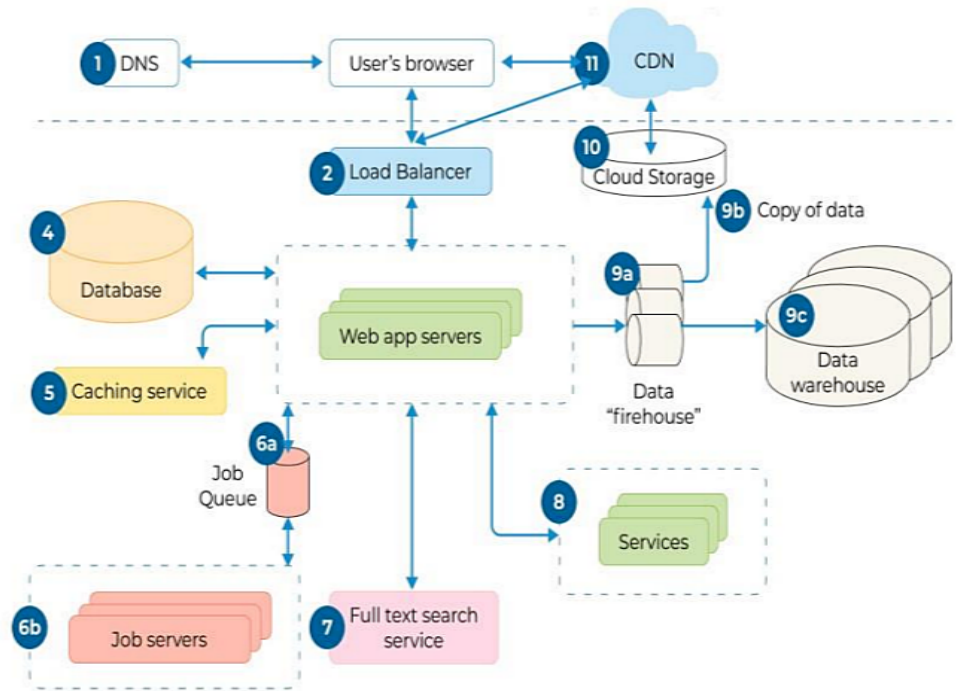 1 DNS
User's browser
11 CDN
2 Load Balancer
10
Cloud Storage
9b Copy of data
4
Database
9a
9c
Web app servers
Data
warehouse
5 Caching service
Data
"firehouse"
6a
Job
Queue
8
Services
6b
Job servers
7
Full text search
service